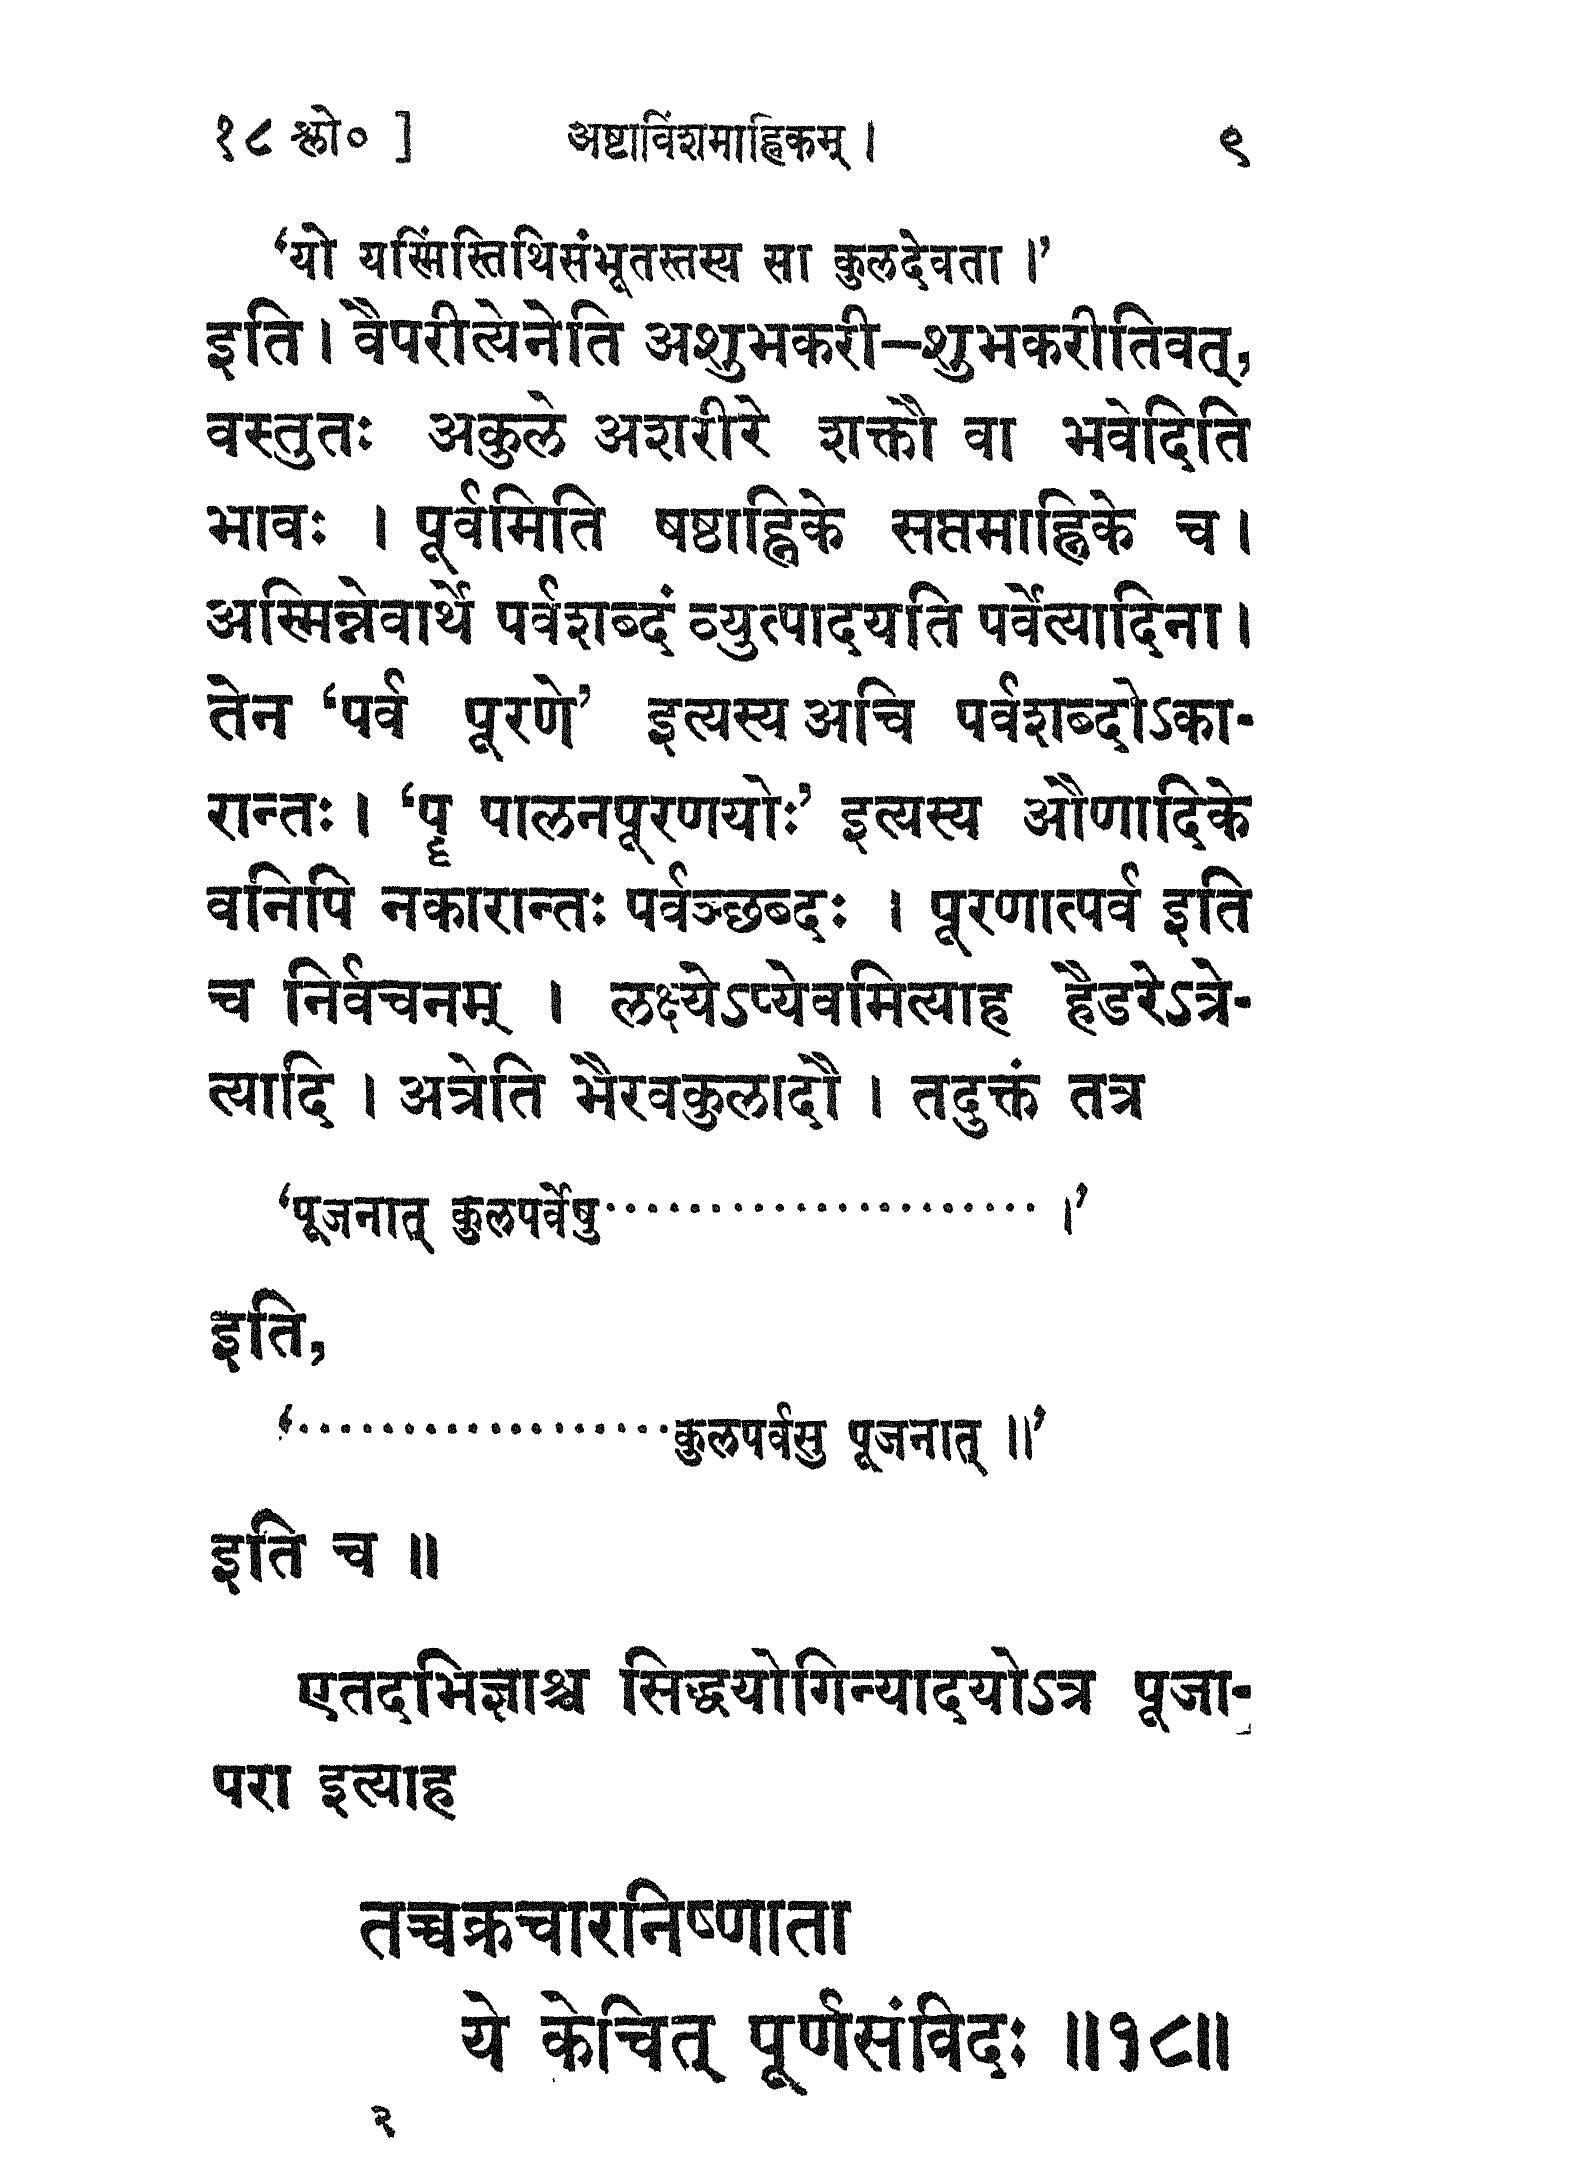 १८ श्लो० ] अष्टाविंशमाह्निकम् । ९
‘यो यस्मिंस्तिथिसंभूतस्तस्य सा कुलदेवता ।’
इति । वैपरीत्येनेति अशुभकरी–शुभकरीतिवत्,
वस्तुतः अकुले अशरीरे शक्तौ वा भवेदिति
भावः । पूर्वमिति षष्ठाह्निके सप्तमाह्निके च ।
अस्मिन्नेवार्थे पर्वशब्दं व्युत्पादयति पर्वेत्यादिना ।
तेन ‘पर्व पूरणे’ इत्यस्य अचि पर्वशब्दोऽका-
रान्तः । ‘पॄ पालनपूरणयोः’ इत्यस्य औणादिके
वनिपि नकारान्तः पर्वञ्छब्दः । पूरणात्पर्व इति
च निर्वचनम् । लक्ष्येऽप्येवमित्याह हैडरेऽत्रे-
त्यादि । अत्रेति भैरवकुलादौ । तदुक्तं तत्र
‘पूजनात् कुलपर्वेषु····················· ।’
इति,
‘··················कुलपर्वसु पूजनात् ॥’
इति च ॥
एतदभिज्ञाश्च सिद्धयोगिन्यादयोऽत्र पूजा-
परा इत्याह
तच्चक्रचारनिष्णाता
ये केचित् पूर्णसंविदः ॥१८॥
२